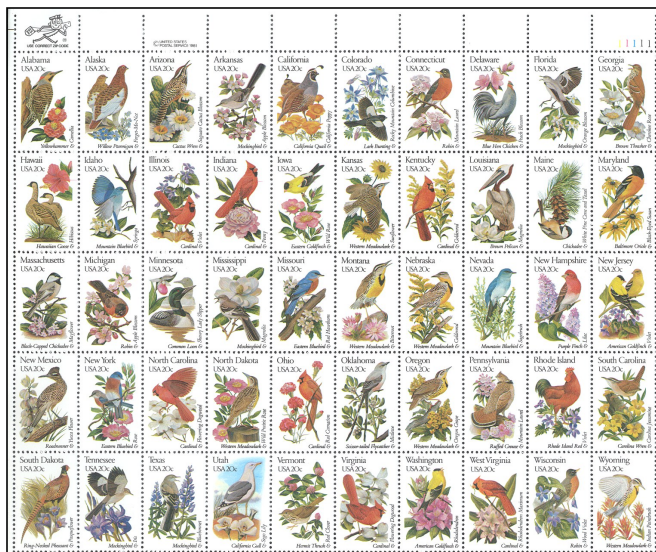 USE CORRECT ZIP CODE
© UNITED STATES
POSTAL SERVICE 1982
11111
Alabama
USA 20c
Yellowhammer &
Camellia
Alaska
USA 20c
Willow Ptarmigan &
Forget-Me-Not
Arizona
USA 20c
Cactus Wren &
Saguaro Cactus Blossom
Arkansas
USA 20c
Mockingbird &
Apple Blossom
California
USA 20c
California Quail &
California Poppy
Colorado
USA 20c
Lark Bunting &
Rocky Mountain Columbine
Connecticut
USA 20c
Robin &
Mountain Laurel
Delaware
USA 20c
Blue Hen Chicken &
Peach Blossom
Florida
USA 20c
Mockingbird &
Orange Blossom
Georgia
USA 20c
Brown Thrasher &
Cherokee Rose
Hawaii
USA 20c
Hawaiian Goose &
Hibiscus
Idaho
USA 20c
Mountain Bluebird &
Syringa
Illinois
USA 20c
Cardinal &
Violet
Indiana
USA 20c
Cardinal &
Peony
Iowa
USA 20c
Eastern Goldfinch &
Wild Rose
Kansas
USA 20c
Western Meadowlark &
Sunflower
Kentucky
USA 20c
Cardinal &
Goldenrod
Louisiana
USA 20c
Brown Pelican &
Magnolia
Maine
USA 20c
Chickadee &
White Pine Cone and Tassel
Maryland
USA 20c
Baltimore Oriole &
Black-Eyed Susan
Massachusetts
USA 20c
Black-Capped Chickadee &
Mayflower
Michigan
USA 20c
Robin &
Apple Blossom
Minnesota
USA 20c
Common Loon &
Showy Lady Slipper
Mississippi
USA 20c
Mockingbird &
Magnolia
Missouri
USA 20c
Eastern Bluebird &
Red Hawthorn
Montana
USA 20c
Western Meadowlark &
Bitterroot
Nebraska
USA 20c
Western Meadowlark &
Goldenrod
Nevada
USA 20c
Mountain Bluebird &
Sagebrush
New Hampshire
USA 20c
Purple Finch &
Lilac
New Jersey
USA 20c
American Goldfinch &
Violet
New Mexico
USA 20c
Roadrunner &
Yucca Flower
New York
USA 20c
Eastern Bluebird &
Rose
North Carolina
USA 20c
Cardinal &
Flowering Dogwood
North Dakota
USA 20c
Western Meadowlark &
Wild Prairie Rose
Ohio
USA 20c
Cardinal &
Red Carnation
Oklahoma
USA 20c
Scissor-tailed Flycatcher &
Mistletoe
Oregon
USA 20c
Western Meadowlark &
Oregon Grape
Pennsylvania
USA 20c
Ruffed Grouse &
Mountain Laurel
Rhode Island
USA 20c
Rhode Island Red &
Violet
South Carolina
USA 20c
Carolina Wren &
Carolina Jessamine
South Dakota
USA 20c
Ring-Necked Pheasant &
Pasqueflower
Tennessee
USA 20c
Mockingbird &
Iris
Texas
USA 20c
Mockingbird &
Bluebonnet
Utah
USA 20c
California Gull &
Sego Lily
Vermont
USA 20c
Hermit Thrush &
Red Clover
Virginia
USA 20c
Cardinal &
Flowering Dogwood
Washington
USA 20c
American Goldfinch &
Rhododendron
West Virginia
USA 20c
Cardinal &
Rhododendron Maximum
Wisconsin
USA 20c
Robin &
Wood Violet
Wyoming
USA 20c
Western Meadowlark &
Indian Paintbrush